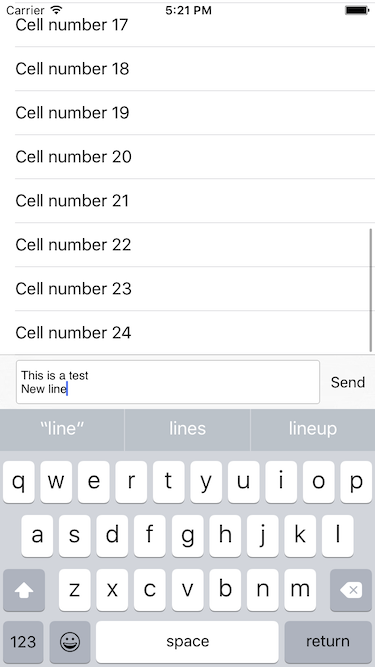 Carrier 5:21 PM
Cell number 17
Cell number 18
Cell number 19
Cell number 20
Cell number 21
Cell number 22
Cell number 23
Cell number 24
This is a test
New line
Send
“line” lines lineup
q w e r t y u i o p
a s d f g h j k l
z x c v b n m
123 space return